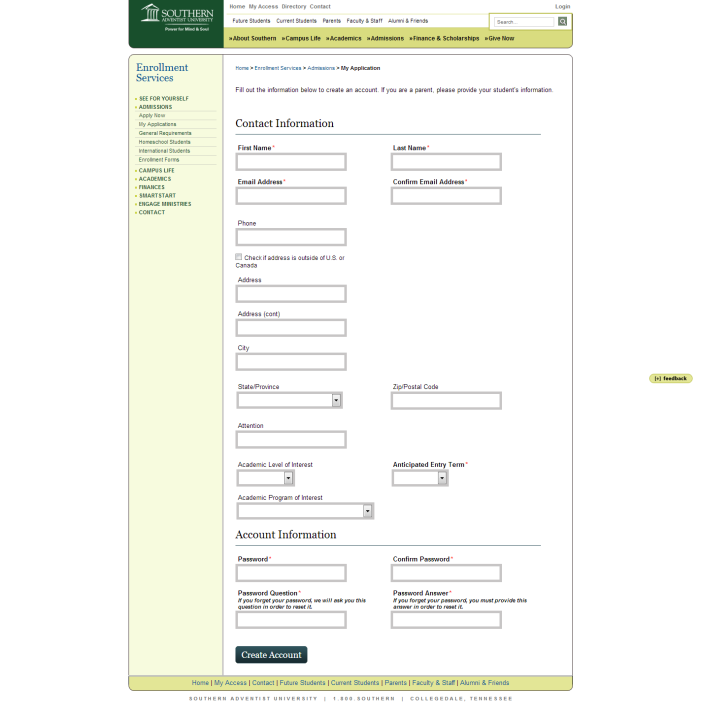 SOUTHERN
ADVENTIST UNIVERSITY
Power for Mind & Soul
Home My Access Directory Contact
Login
Future Students Current Students Parents Faculty & Staff Alumni & Friends
Search...
»About Southern »Campus Life »Academics »Admissions »Finance & Scholarships »Give Now
Enrollment
Services
SEE FOR YOURSELF
ADMISSIONS
Apply Now
My Applications
General Requirements
Homeschool Students
International Students
Enrollment Forms
CAMPUS LIFE
ACADEMICS
FINANCES
SMARTSTART
ENGAGE MINISTRIES
CONTACT
Home > Enrollment Services > Admissions > My Application
Fill out the information below to create an account. If you are a parent, please provide your student's information.
Contact Information
First Name* Last Name*
Email Address* Confirm Email Address*
Phone
Check if address is outside of U.S. or
Canada
Address
Address (cont)
City
State/Province Zip/Postal Code
Attention
Academic Level of Interest Anticipated Entry Term*
Academic Program of Interest
Account Information
Password* Confirm Password*
Password Question* Password Answer*
If you forget your password, we will ask you this
question in order to reset it.
If you forget your password, you must provide this
answer in order to reset it.
Create Account
[+] feedback
Home | My Access | Contact | Future Students | Current Students | Parents | Faculty & Staff | Alumni & Friends
SOUTHERN ADVENTIST UNIVERSITY | 1.800.SOUTHERN | COLLEGEDALE, TENNESSEE